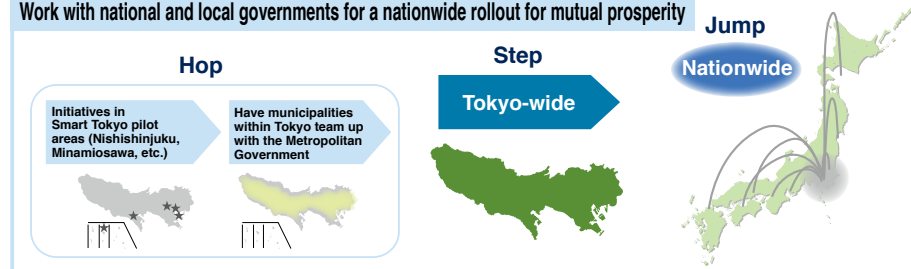 Work with national and local governments for a nationwide rollout for mutual prosperity
Hop
Initiatives in
Smart Tokyo pilot
areas (Nishishinjuku,
Minamiosawa, etc.)
Have municipalities
within Tokyo team up
with the Metropolitan
Government
Step
Tokyo-wide
Jump
Nationwide